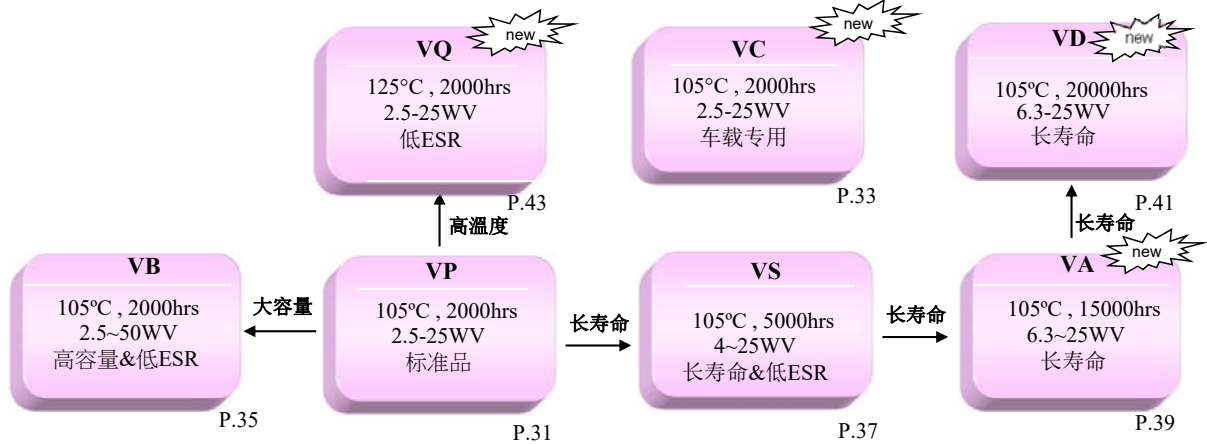 VQ
new
125°C , 2000hrs
2.5-25WV
低ESR
P.43
VC
new
105°C , 2000hrs
2.5-25WV
车载专用
P.33
VD
new
105ºC , 20000hrs
6.3-25WV
长寿命
P.41
高溫度
长寿命
VB
105ºC , 2000hrs
2.5~50WV
高容量&低ESR
P.35
大容量
VP
105ºC , 2000hrs
2.5-25WV
标准品
P.31
长寿命
VS
105ºC , 5000hrs
4~25WV
长寿命&低ESR
P.37
长寿命
VA
new
105ºC , 15000hrs
6.3~25WV
长寿命
P.39